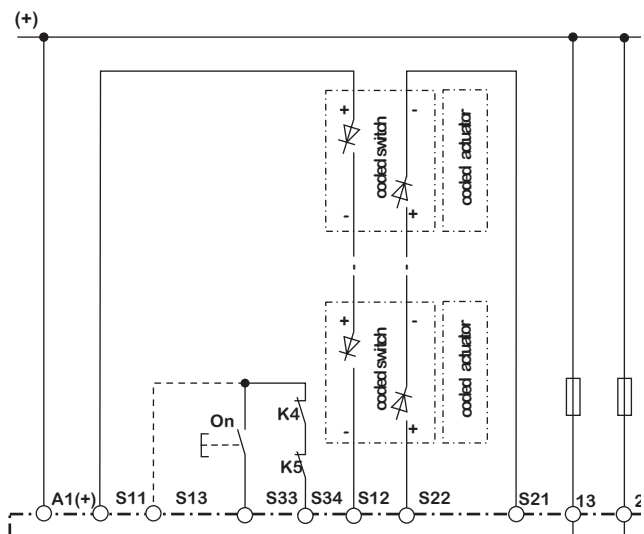 (+)
+
-
coded switch
coded actuator
-
+
+
-
coded switch
coded actuator
-
+
On
K4
K5
A1(+)
S11
S13
S33
S34
S12
S22
S21
13
2